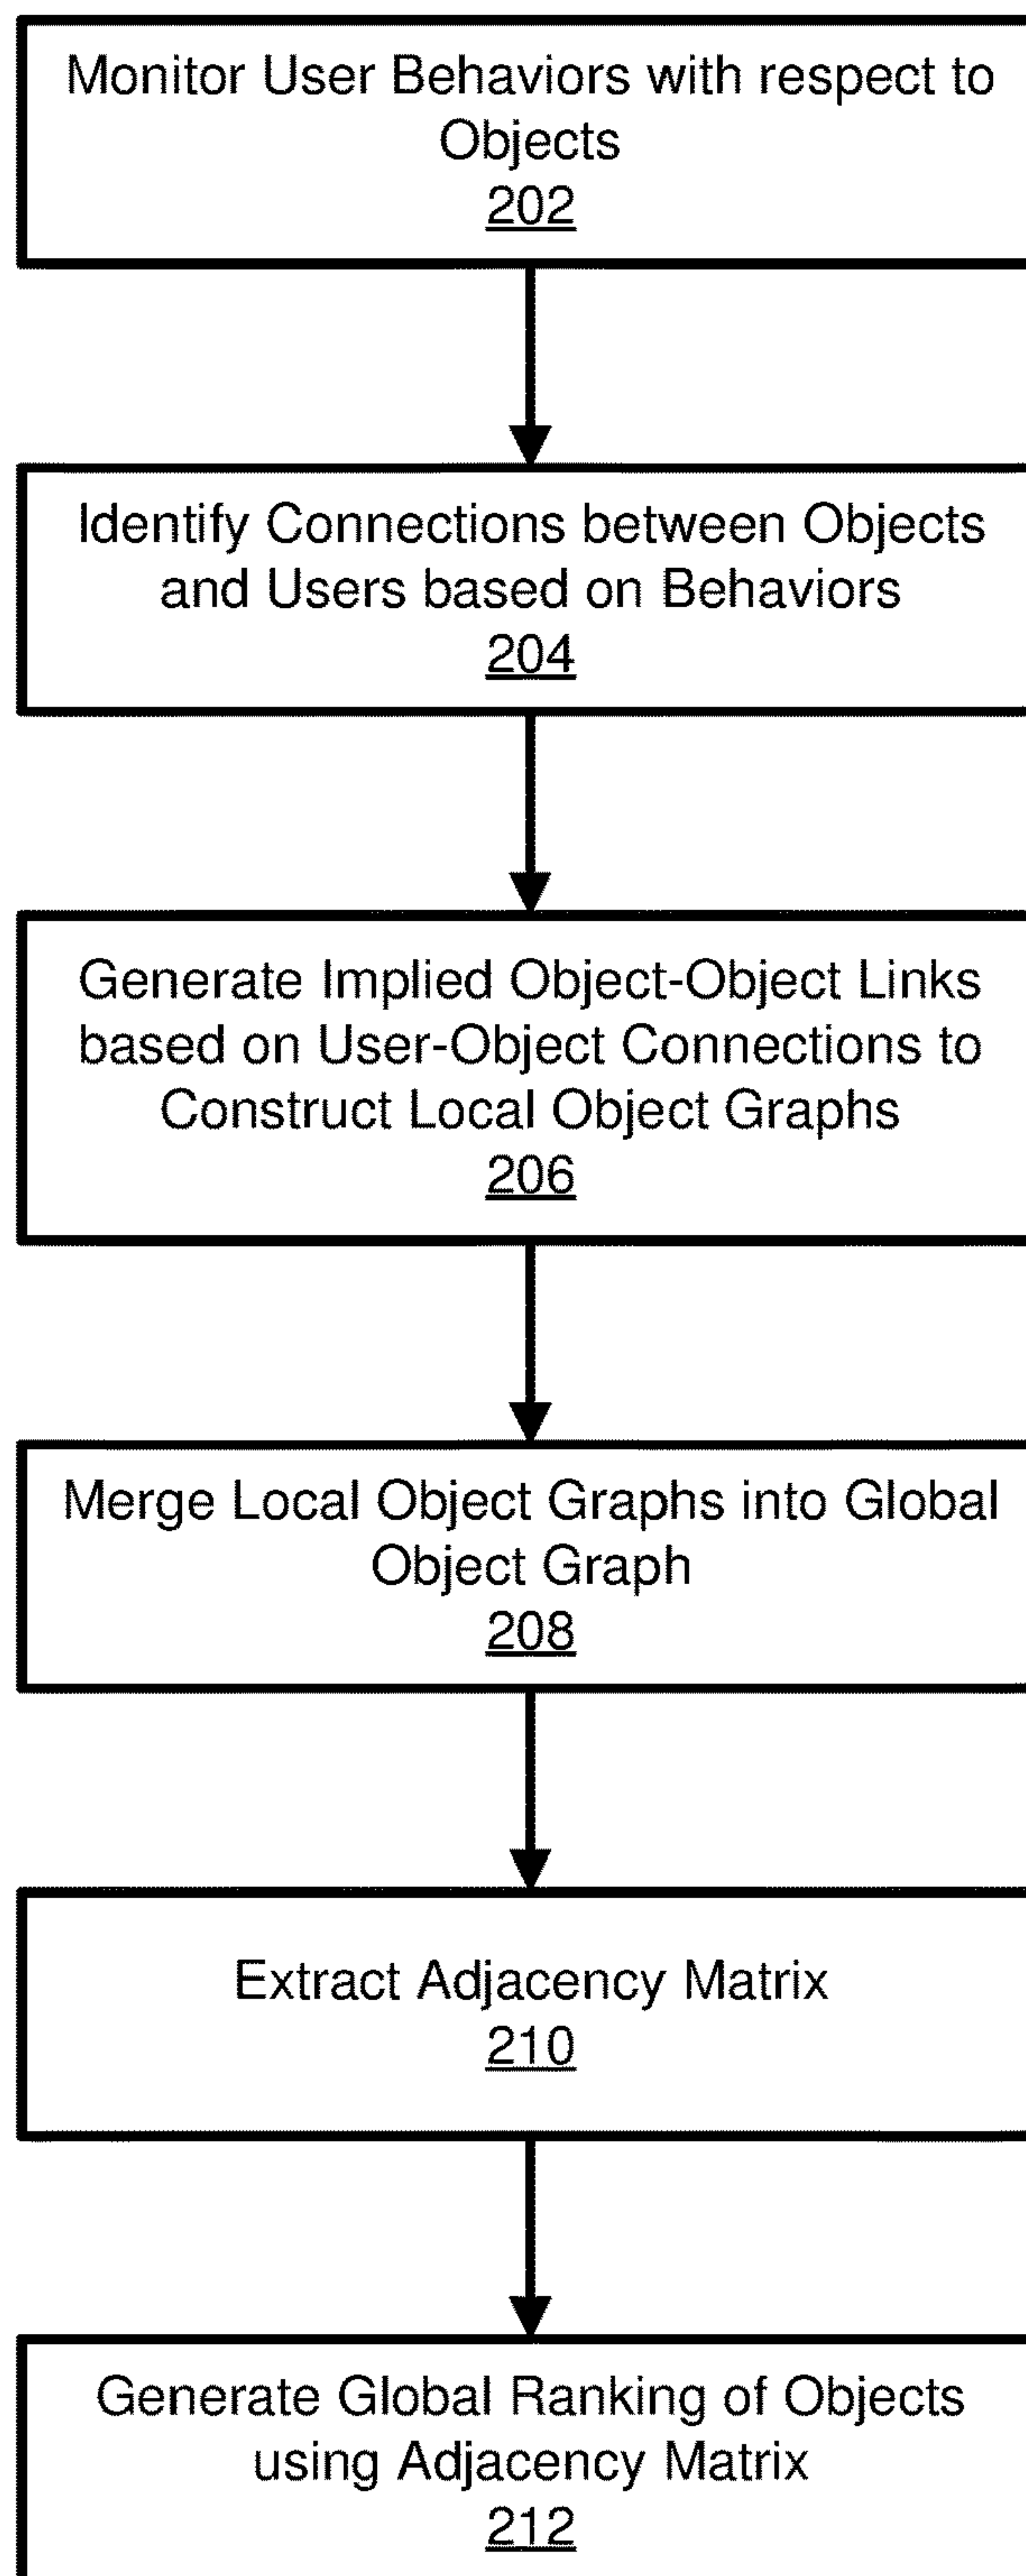 Monitor User Behaviors with respect to
Objects
202
Identify Connections between Objects
and Users based on Behaviors
204
Generate Implied Object-Object Links
based on User-Object Connections to
Construct Local Object Graphs
206
Merge Local Object Graphs into Global
Object Graph
208
Extract Adjacency Matrix
210
Generate Global Ranking of Objects
using Adjacency Matrix
212